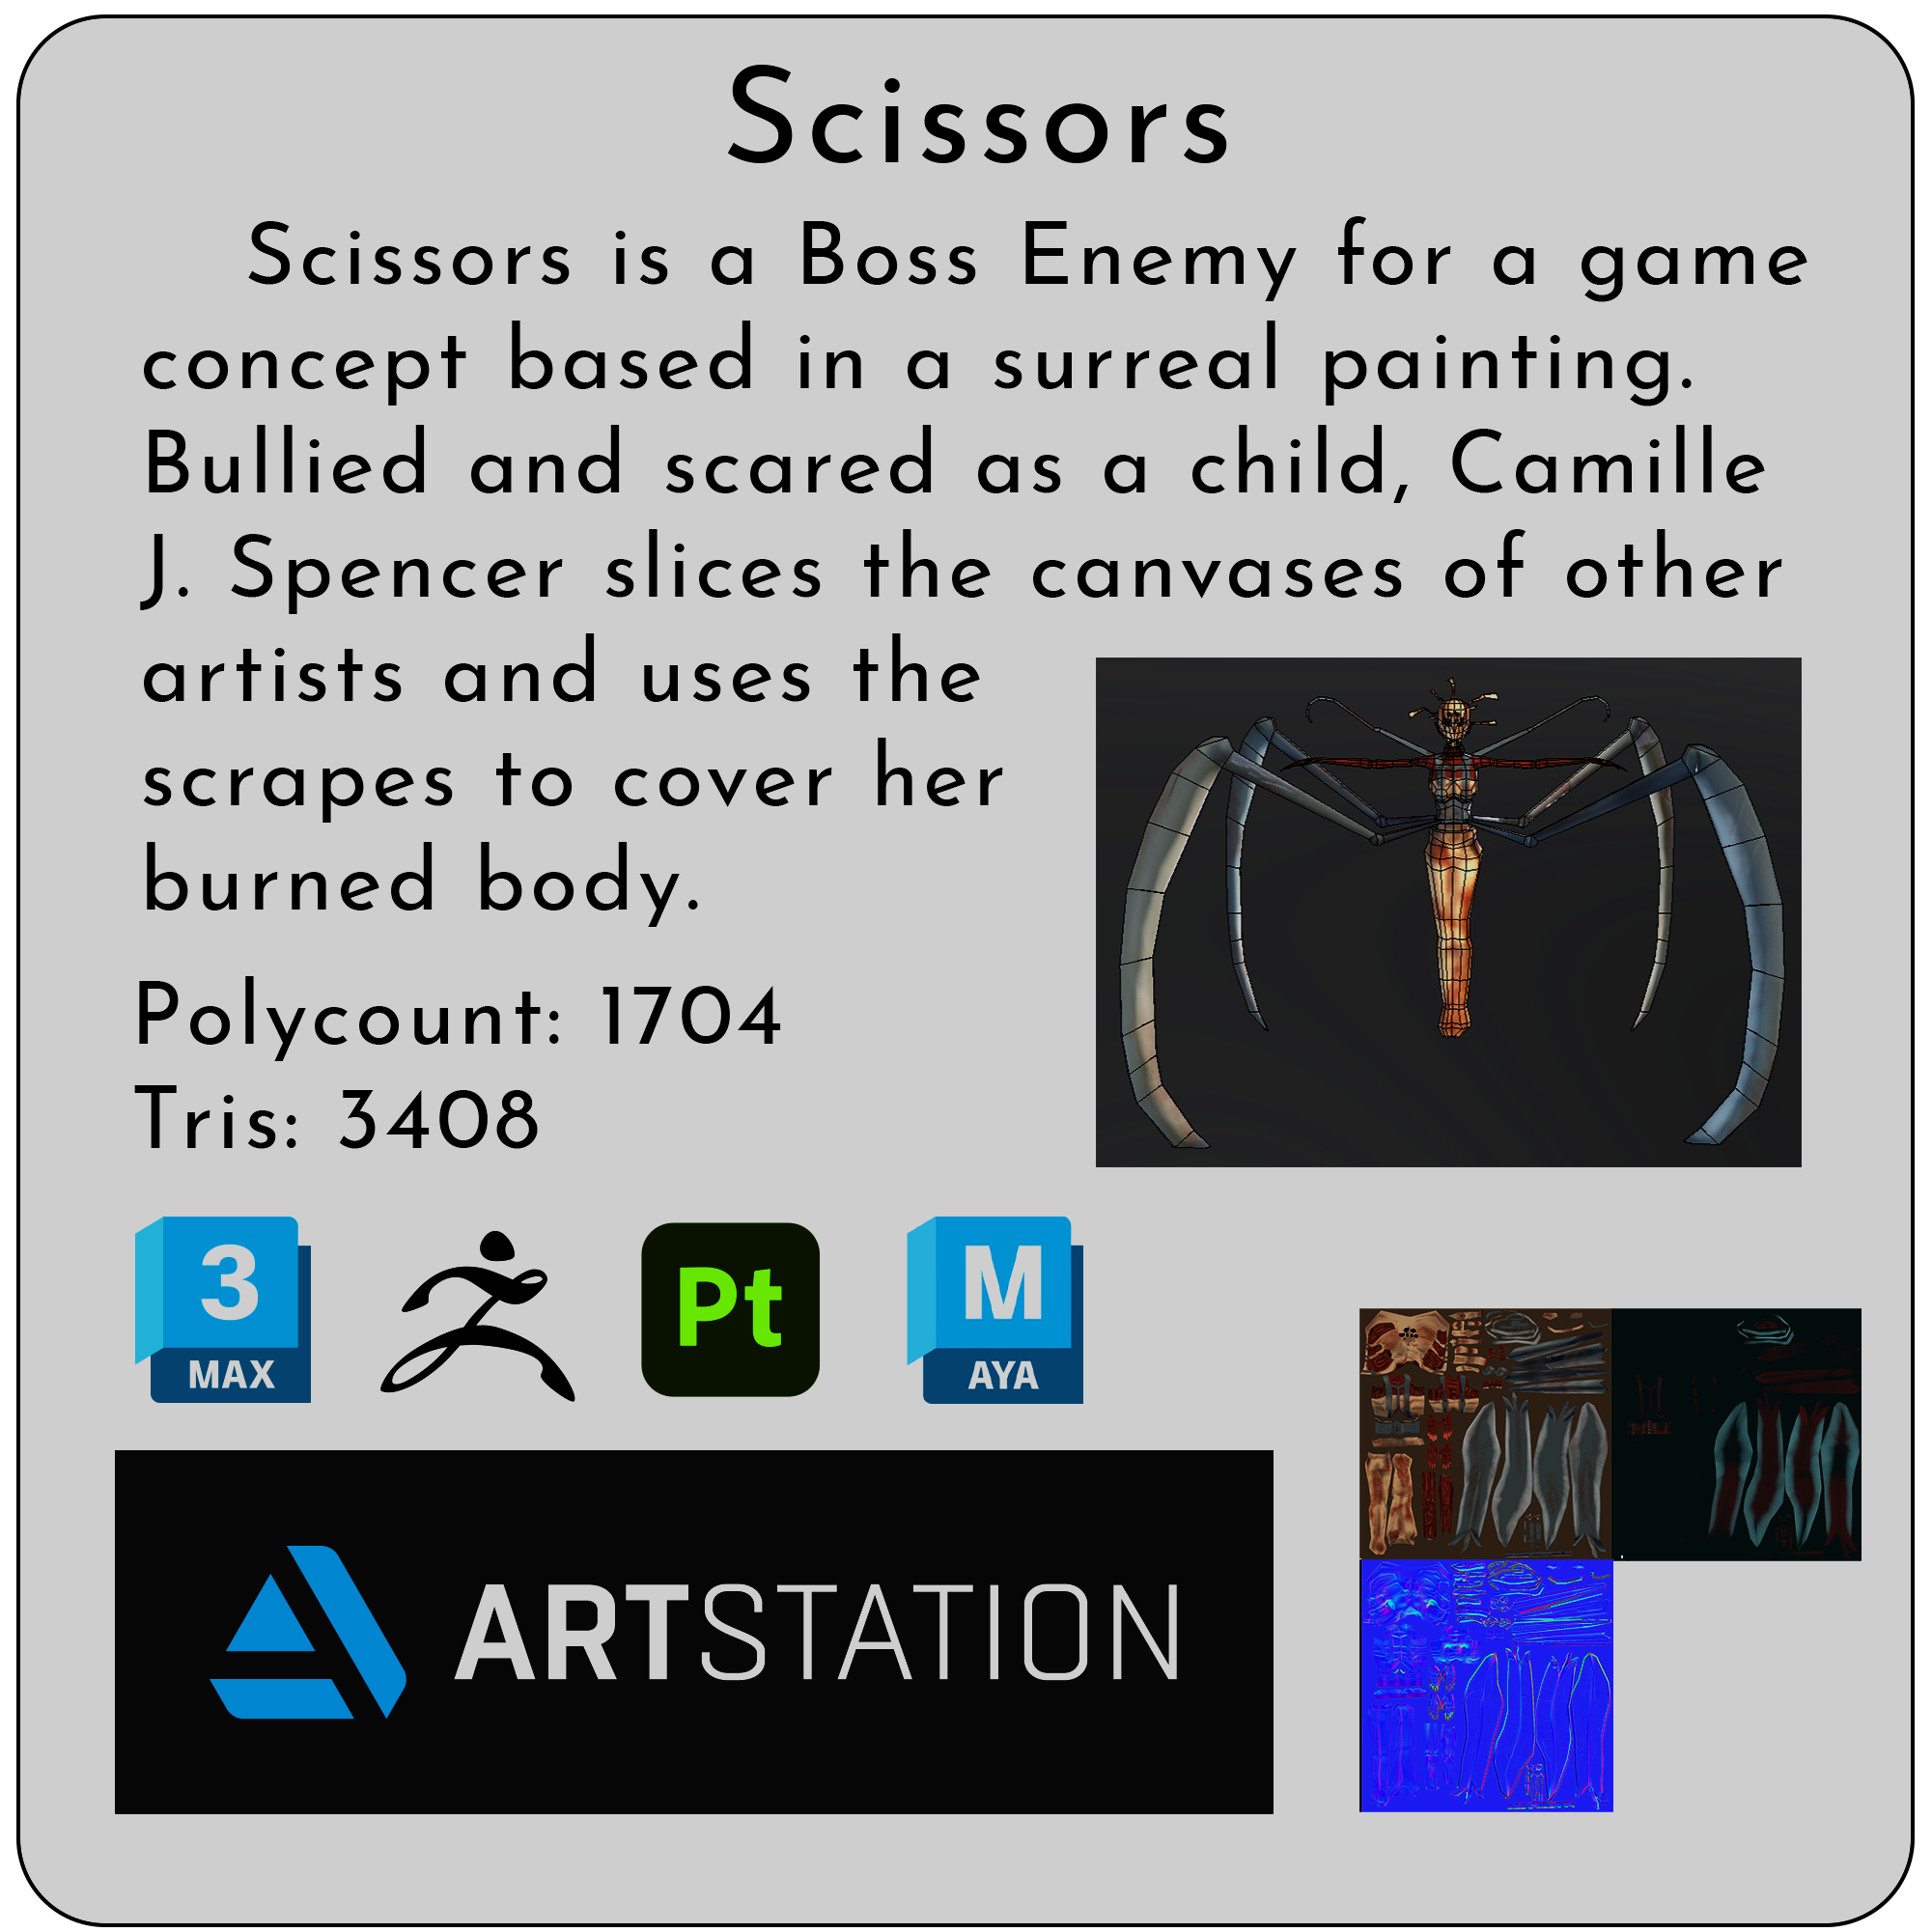 Scissors
Scissors is a Boss Enemy for a game
concept based in a surreal painting.
Bullied and scared as a child, Camille
J. Spencer slices the canvases of other
artists and uses the
scrapes to cover her
burned body.
Polycount: 1704
Tris: 3408
3
MAX
Pt
M
AYA
ARTSTATION